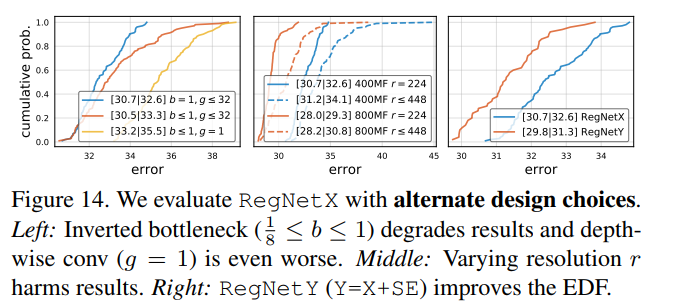 cumulative prob.
1.0
0.8
0.6
0.4
0.2
0.0
[30.7|32.6] b = 1, g ≤ 32
[30.5|33.3] b ≤ 1, g ≤ 32
[33.2|35.5] b ≤ 1, g = 1
32 34 36 38
error
[30.7|32.6] 400MF r = 224
[31.2|34.1] 400MF r ≤ 448
[28.0|29.3] 800MF r = 224
[28.2|30.8] 800MF r ≤ 448
30 35 40 45
error
[30.7|32.6] RegNetX
[29.8|31.3] RegNetY
30 31 32 33 34
error
Figure 14. We evaluate RegNetX with alternate design choices.
Left: Inverted bottleneck (1/8 ≤ b ≤ 1) degrades results and depth-
wise conv (g = 1) is even worse. Middle: Varying resolution r
harms results. Right: RegNetY (Y=X+SE) improves the EDF.